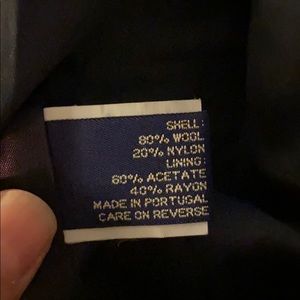 SHELL:
80% WOOL
20% NYLON
LINING:
60% ACETATE
40% RAYON
MADE IN PORTUGAL
CARE ON REVERSE